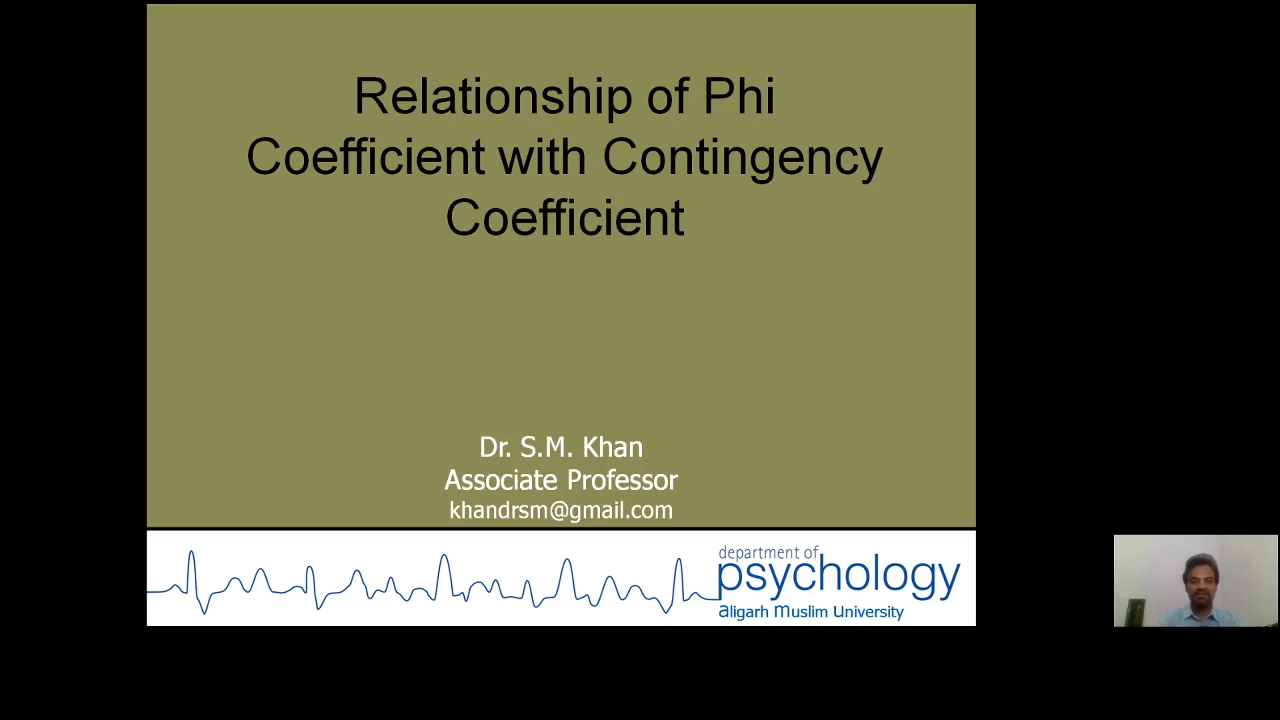 Relationship of Phi
Coefficient with Contingency
Coefficient
Dr. S.M. Khan
Associate Professor
khandrsm@gmail.com
department of
psychology
aligarh muslim university